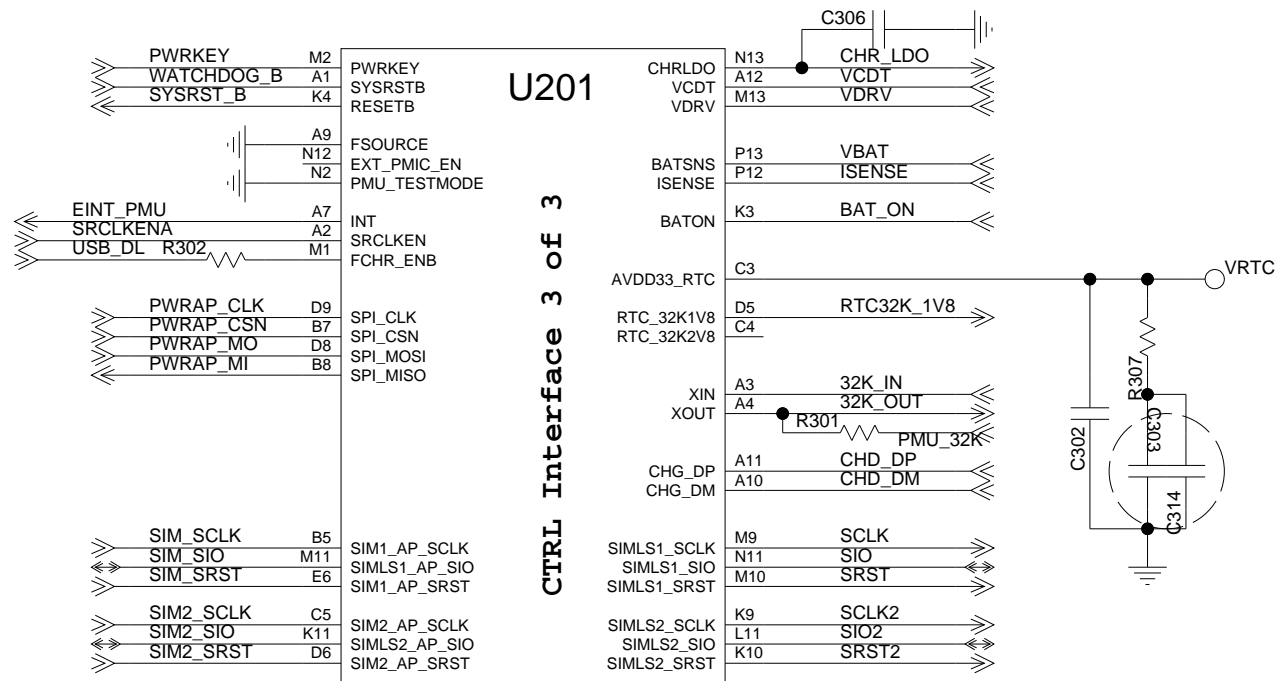 C306
PWRKEY M2 PWRKEY U201 CHRLDO N13 CHR_LDO
WATCHDOG_B A1 SYSRSTB VCDT A12 VCDT
SYSRST_B K4 RESETB VDRV M13 VDRV
A9 FSOURCE
N12 EXT_PMIC_EN BATSNS P13 VBAT
N2 PMU_TESTMODE ISENSE P12 ISENSE
EINT_PMU A7 INT BATON K3 BAT_ON
SRCLKENA A2 SRCLKEN
USB_DL R302 M1 FCHR_ENB
AVDD33_RTC C3 VRTC
PWRAP_CLK D9 SPI_CLK RTC_32K1V8 D5 RTC32K_1V8
PWRAP_CSN B7 SPI_CSN RTC_32K2V8 C4
PWRAP_MO D8 SPI_MOSI
PWRAP_MI B8 SPI_MISO
CTRL Interface 3 of 3
XIN A3 32K_IN
XOUT A4 32K_OUT
R301 PMU_32K
R307
C302
C303
C314
CHG_DP A11 CHD_DP
CHG_DM A10 CHD_DM
SIM_SCLK B5 SIM1_AP_SCLK SIMLS1_SCLK M9 SCLK
SIM_SIO M11 SIMLS1_AP_SIO SIMLS1_SIO N11 SIO
SIM_SRST E6 SIM1_AP_SRST SIMLS1_SRST M10 SRST
SIM2_SCLK C5 SIM2_AP_SCLK SIMLS2_SCLK K9 SCLK2
SIM2_SIO K11 SIMLS2_AP_SIO SIMLS2_SIO L11 SIO2
SIM2_SRST D6 SIM2_AP_SRST SIMLS2_SRST K10 SRST2